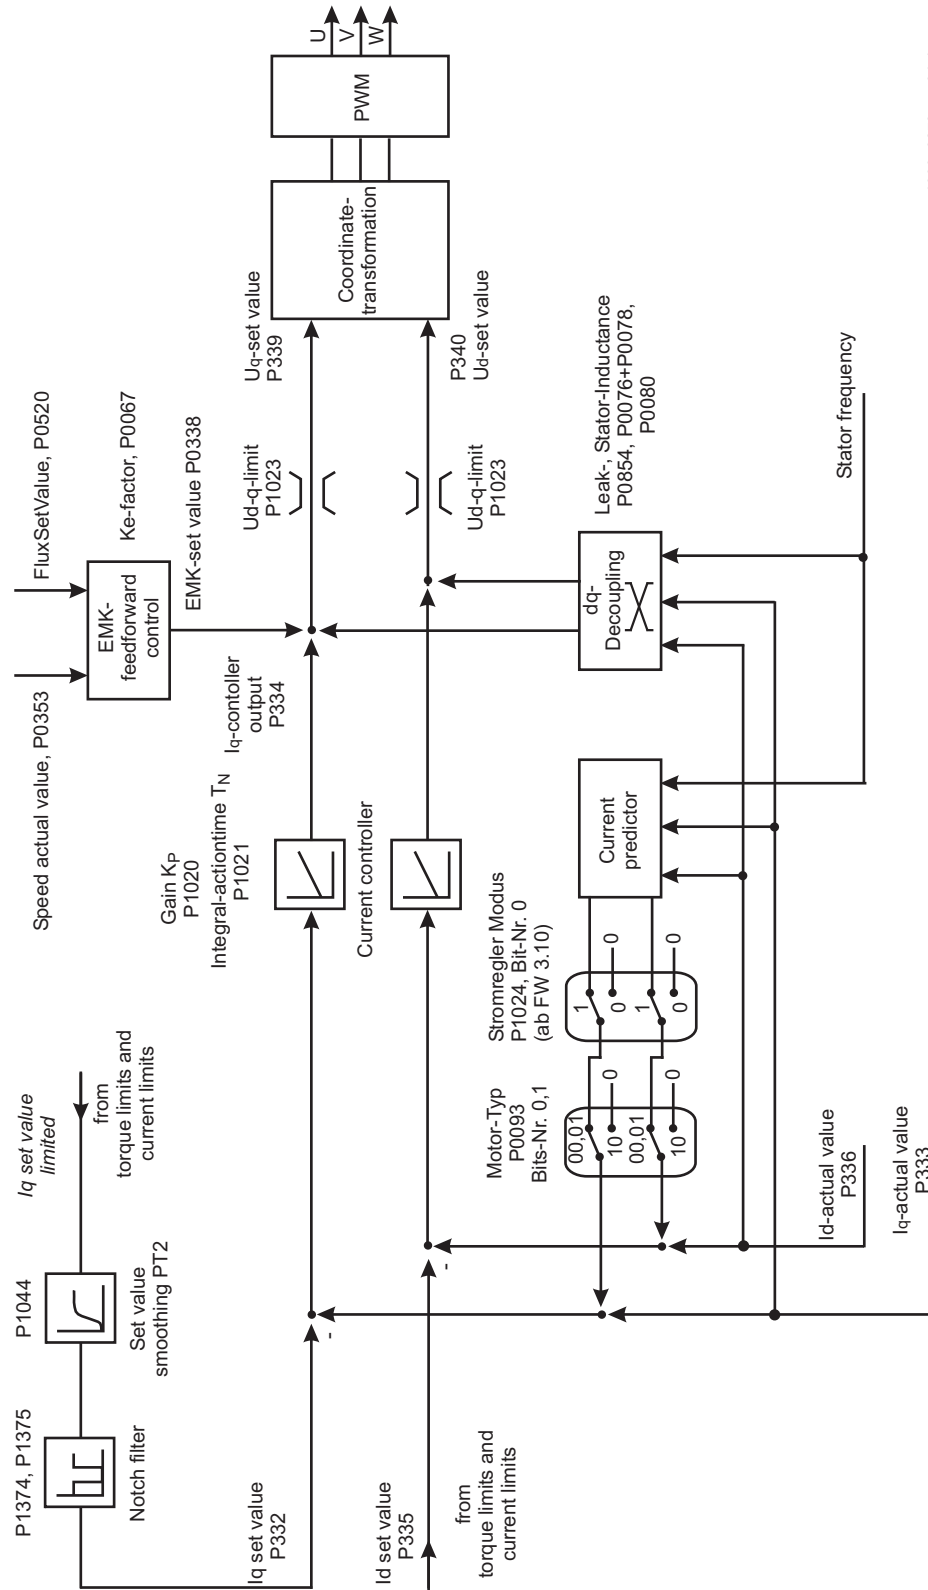 P1374, P1375
Notch filter
P1044
Set value
smoothing PT2
Iq set value
limited
from
torque limits and
current limits
Speed actual value, P0353
FluxSetValue, P0520
EMK-
feedforward
control
Ke-factor, P0067
EMK-set value P0338
Iq set value
P332
-
Gain KP
P1020
Integral-actiontime TN
P1021
Iq-contoller
output
P334
Ud-q-limit
P1023
Uq-set value
P339
Coordinate-
transformation
PWM
U
V
W
Id set value
P335
from
torque limits and
current limits
-
Current controller
Ud-q-limit
P1023
P340
Ud-set value
Motor-Typ
P0093
Bits-Nr. 0,1
00,01
10
0
00,01
10
0
Stromregler Modus
P1024, Bit-Nr. 0
(ab FW 3.10)
1
0
0
1
0
0
Current
predictor
dq-
Decoupling
Leak-, Stator-Inductance
P0854, P0076+P0078,
P0080
Stator frequency
Id-actual value
P336
Iq-actual value
P333